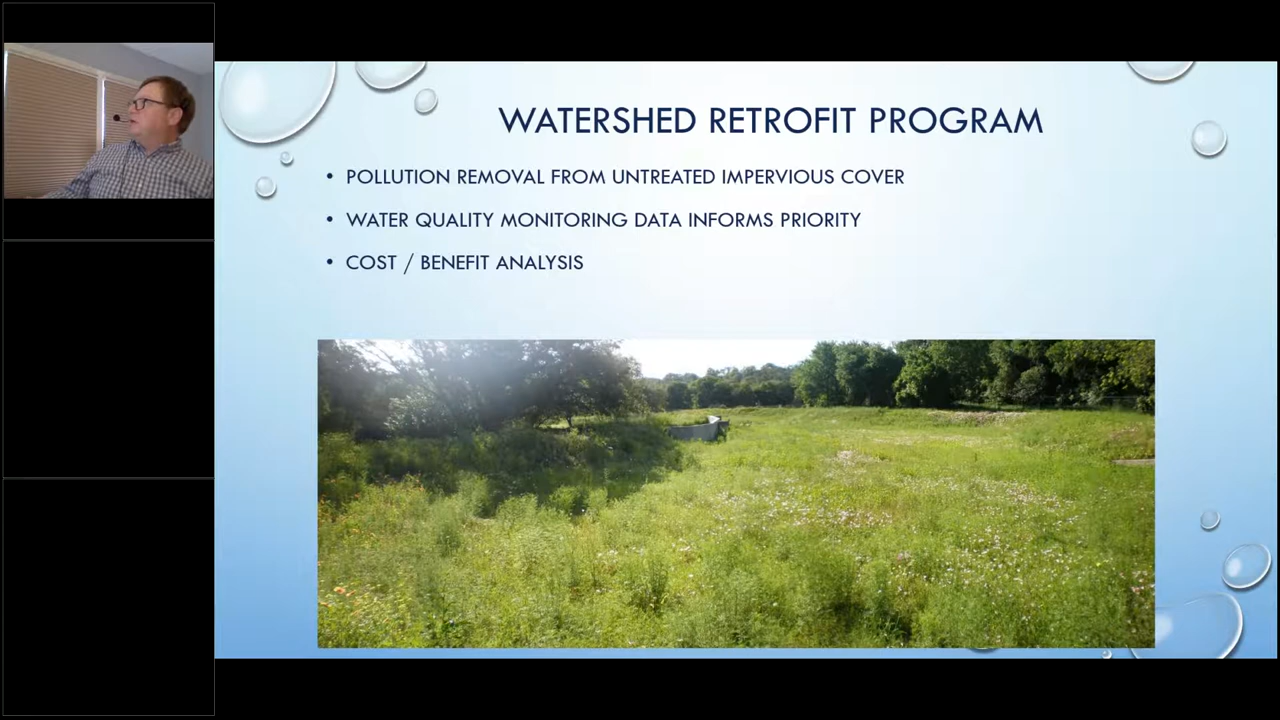 WATERSHED RETROFIT PROGRAM
• POLLUTION REMOVAL FROM UNTREATED IMPERVIOUS COVER
• WATER QUALITY MONITORING DATA INFORMS PRIORITY
• COST / BENEFIT ANALYSIS